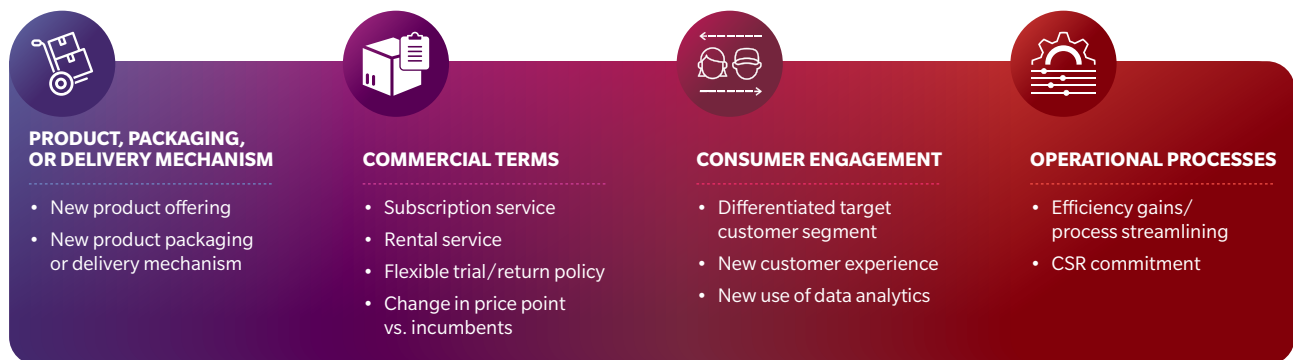 PRODUCT, PACKAGING,
OR DELIVERY MECHANISM
• New product offering
• New product packaging
or delivery mechanism
COMMERCIAL TERMS
• Subscription service
• Rental service
• Flexible trial/return policy
• Change in price point
vs. incumbents
CONSUMER ENGAGEMENT
• Differentiated target
customer segment
• New customer experience
• New use of data analytics
OPERATIONAL PROCESSES
• Efficiency gains/
process streamlining
• CSR commitment